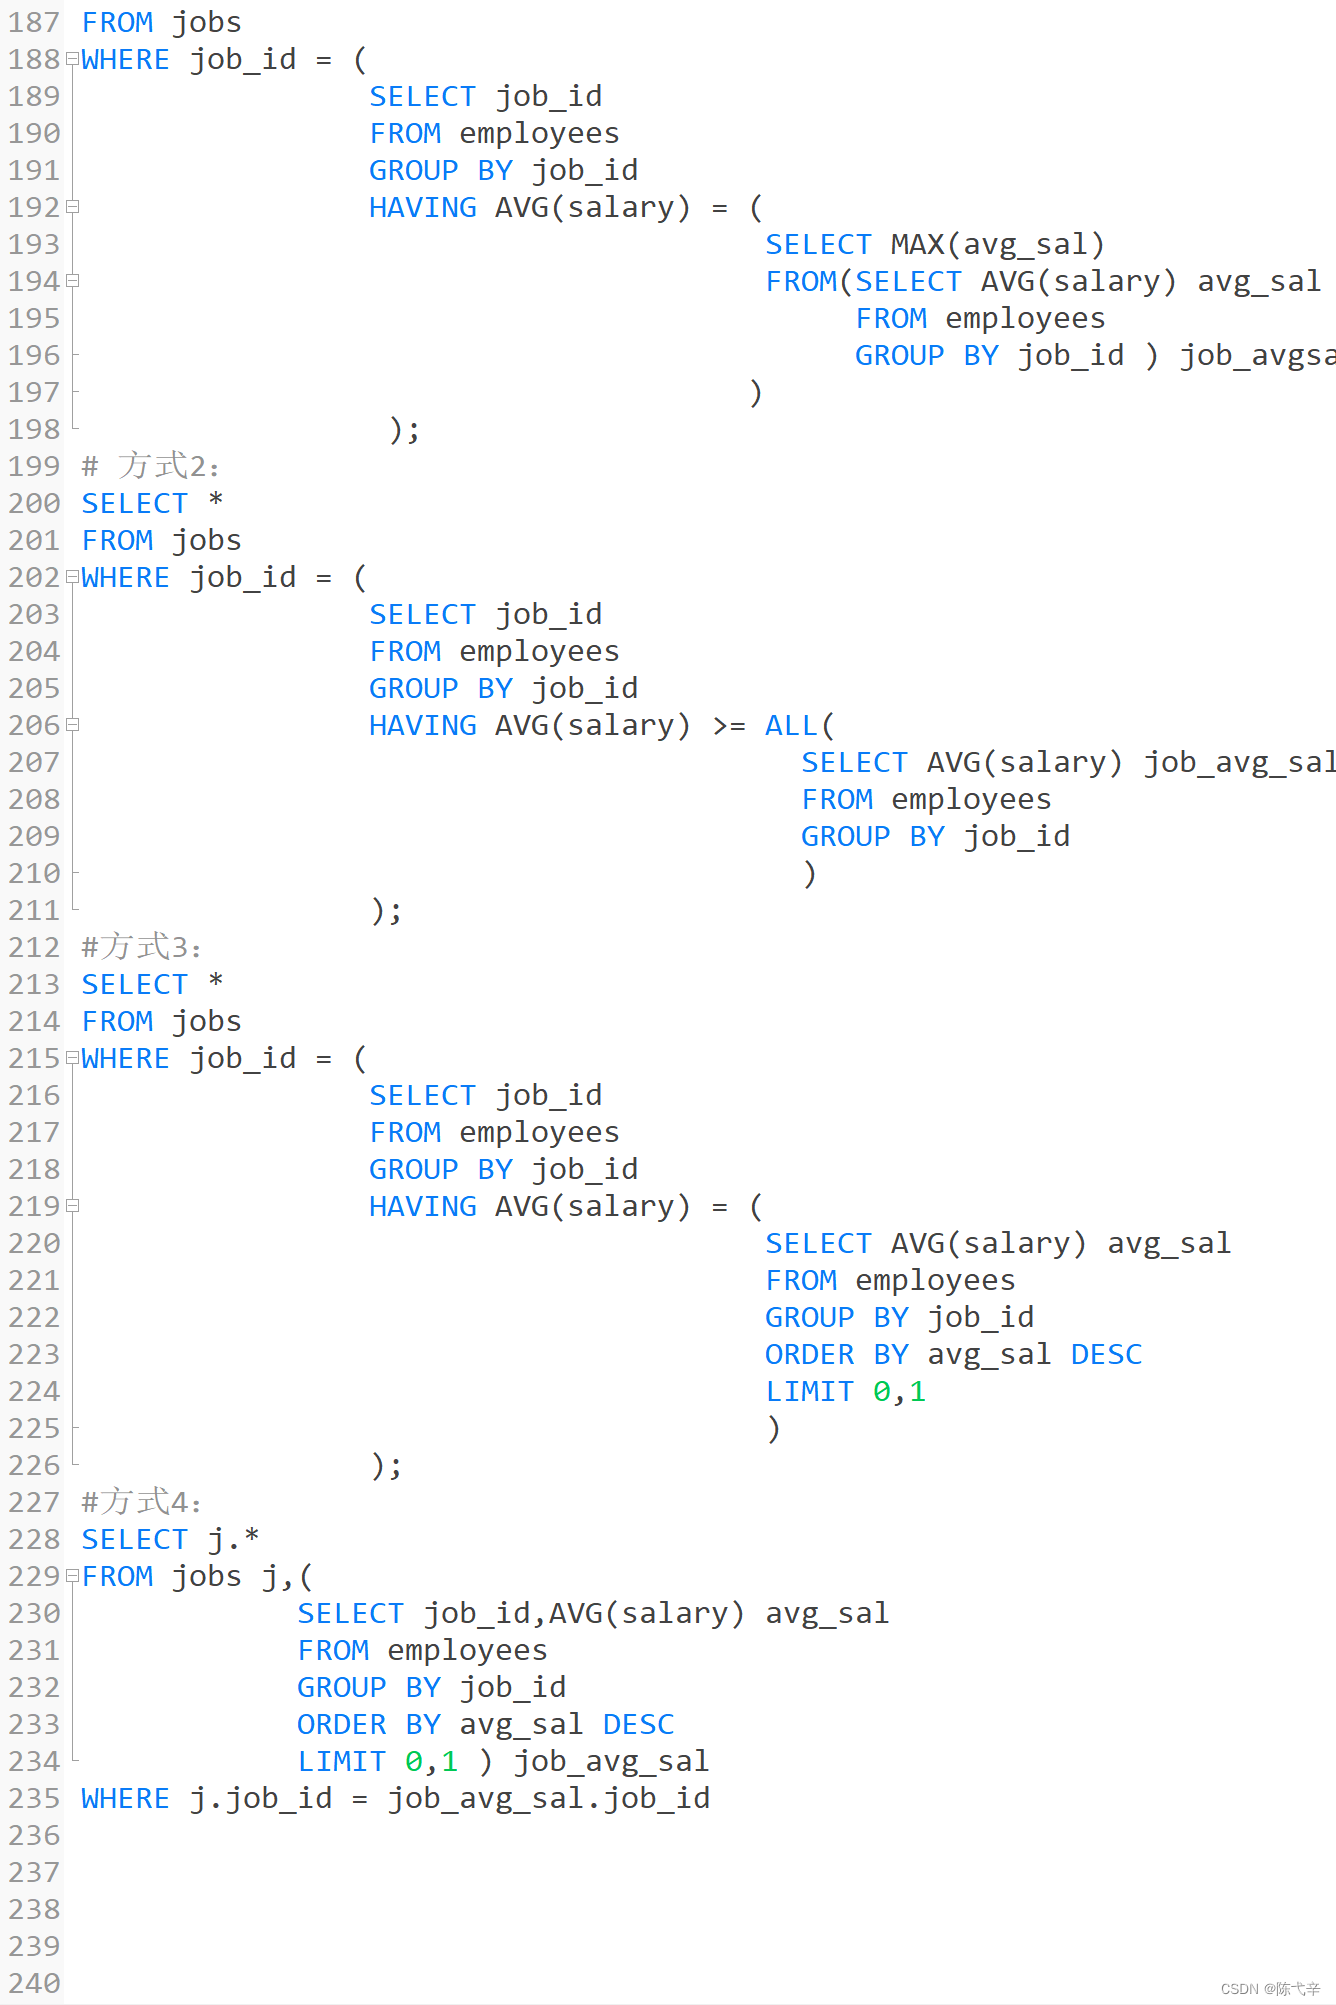 187 FROM jobs
188 WHERE job_id = (
189 SELECT job_id
190 FROM employees
191 GROUP BY job_id
192 HAVING AVG(salary) = (
193 SELECT MAX(avg_sal)
194 FROM(SELECT AVG(salary) avg_sal
195 FROM employees
196 GROUP BY job_id ) job_avgsa
197 )
198 );
199 # 方式2：
200 SELECT *
201 FROM jobs
202 WHERE job_id = (
203 SELECT job_id
204 FROM employees
205 GROUP BY job_id
206 HAVING AVG(salary) >= ALL(
207 SELECT AVG(salary) job_avg_sal
208 FROM employees
209 GROUP BY job_id
210 )
211 );
212 #方式3：
213 SELECT *
214 FROM jobs
215 WHERE job_id = (
216 SELECT job_id
217 FROM employees
218 GROUP BY job_id
219 HAVING AVG(salary) = (
220 SELECT AVG(salary) avg_sal
221 FROM employees
222 GROUP BY job_id
223 ORDER BY avg_sal DESC
224 LIMIT 0,1
225 )
226 );
227 #方式4：
228 SELECT j.*
229 FROM jobs j,(
230 SELECT job_id,AVG(salary) avg_sal
231 FROM employees
232 GROUP BY job_id
233 ORDER BY avg_sal DESC
234 LIMIT 0,1 ) job_avg_sal
235 WHERE j.job_id = job_avg_sal.job_id
236
237
238
239
240
CSDN @陈弋辛